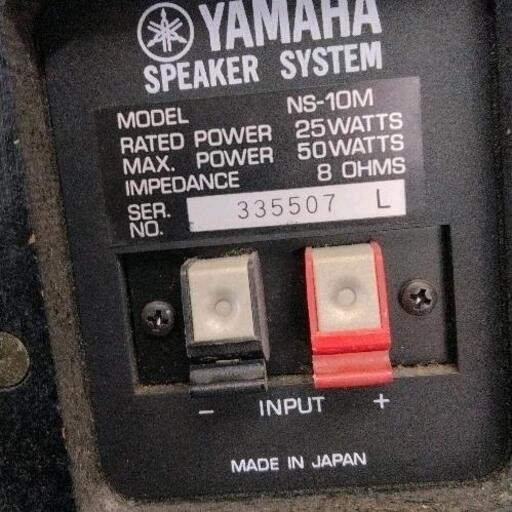 YAMAHA
SPEAKER SYSTEM
MODEL NS-10M
RATED POWER 25WATTS
MAX. POWER 50WATTS
IMPEDANCE 8 OHMS
SER. NO. 335507 L
− INPUT +
MADE IN JAPAN